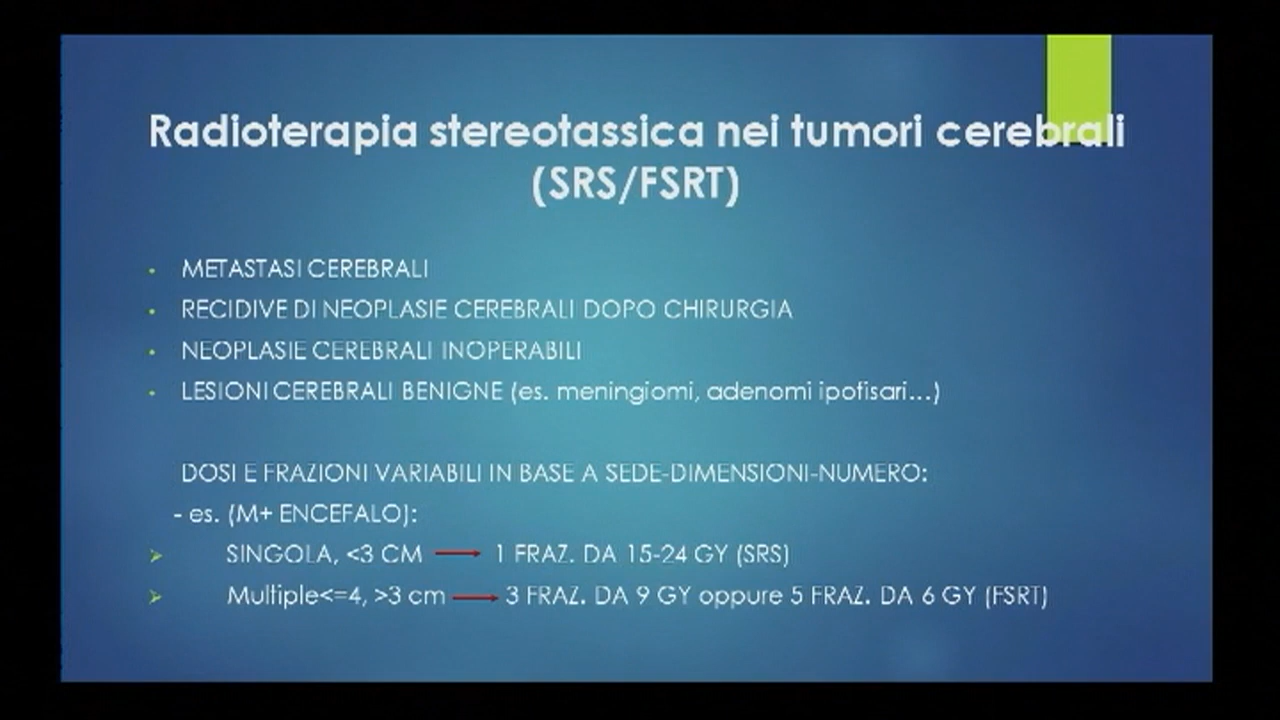 Radioterapia stereotassica nei tumori cerebrali
(SRS/FSRT)
• METASTASI CEREBRALI
• RECIDIVE DI NEOPLASIE CEREBRALI DOPO CHIRURGIA
• NEOPLASIE CEREBRALI INOPERABILI
• LESIONI CEREBRALI BENIGNE (es. meningiomi, adenomi ipofisari...)
DOSI E FRAZIONI VARIABILI IN BASE A SEDE-DIMENSIONI-NUMERO:
- es. (M+ ENCEFALO):
➢ SINGOLA, <3 CM → 1 FRAZ. DA 15-24 GY (SRS)
➢ Multiple<=4, >3 cm → 3 FRAZ. DA 9 GY oppure 5 FRAZ. DA 6 GY (FSRT)